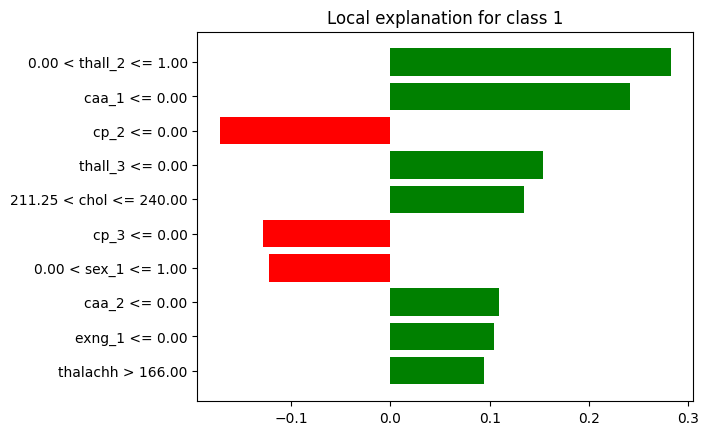 Local explanation for class 1
0.00 < thall_2 <= 1.00
caa_1 <= 0.00
cp_2 <= 0.00
thall_3 <= 0.00
211.25 < chol <= 240.00
cp_3 <= 0.00
0.00 < sex_1 <= 1.00
caa_2 <= 0.00
exng_1 <= 0.00
thalachh > 166.00
−0.1 0.0 0.1 0.2 0.3